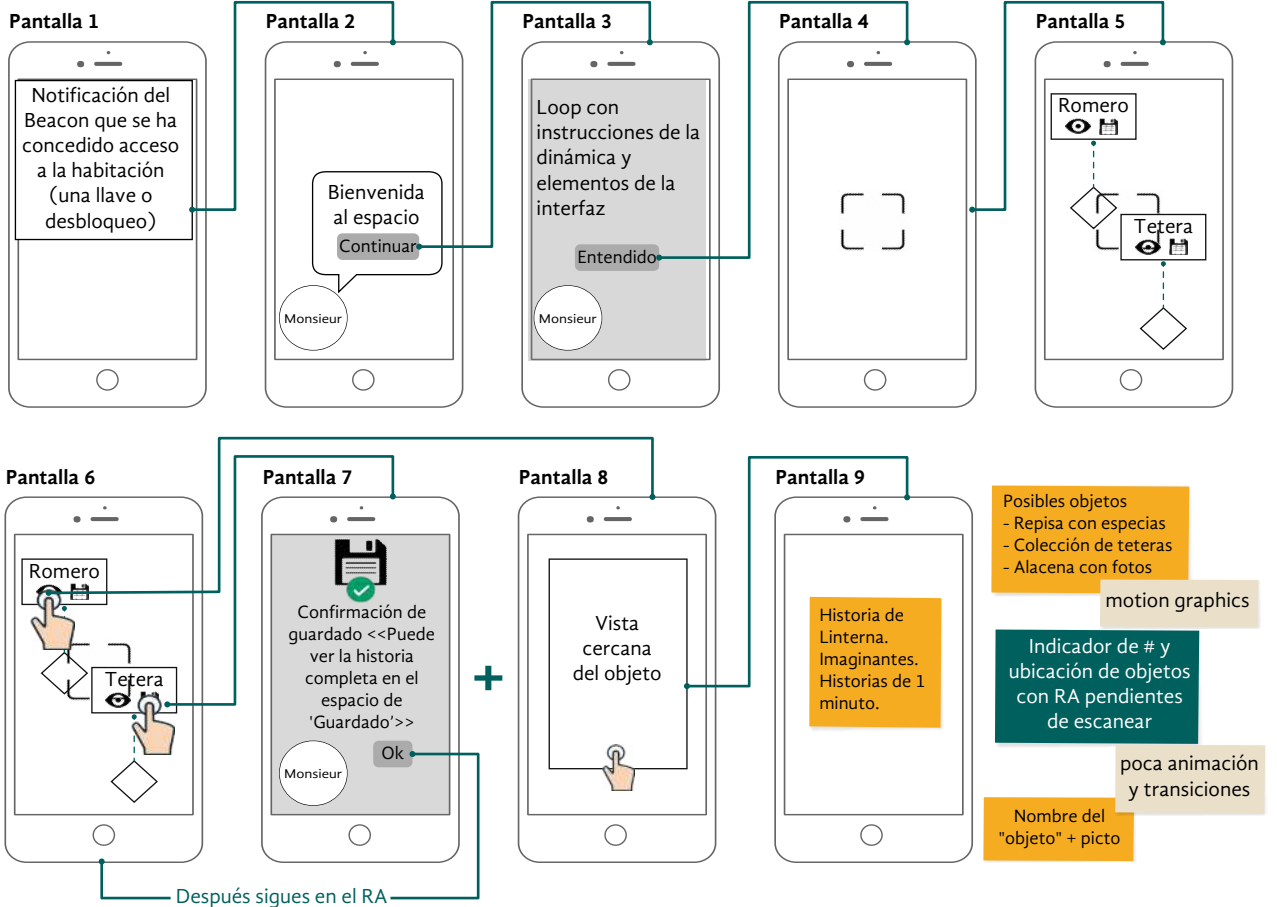 Pantalla 1
Notificación del
Beacon que se ha
concedido acceso
a la habitación
(una llave o
desbloqueo)
Pantalla 2
Bienvenida
al espacio
Continuar
Monsieur
Pantalla 3
Loop con
instrucciones de la
dinámica y
elementos de la
interfaz
Entendido
Monsieur
Pantalla 4
Pantalla 5
Romero
Tetera
Pantalla 6
Romero
Tetera
Pantalla 7
Confirmación de
guardado <<Puede
ver la historia
completa en el
espacio de
'Guardado'>>
Ok
Monsieur
+
Pantalla 8
Vista
cercana
del objeto
Pantalla 9
Historia de
Linterna.
Imaginantes.
Historias de 1
minuto.
Posibles objetos
- Repisa con especias
- Colección de teteras
- Alacena con fotos
motion graphics
Indicador de # y
ubicación de objetos
con RA pendientes
de escanear
poca animación
y transiciones
Nombre del
"objeto" + picto
Después sigues en el RA